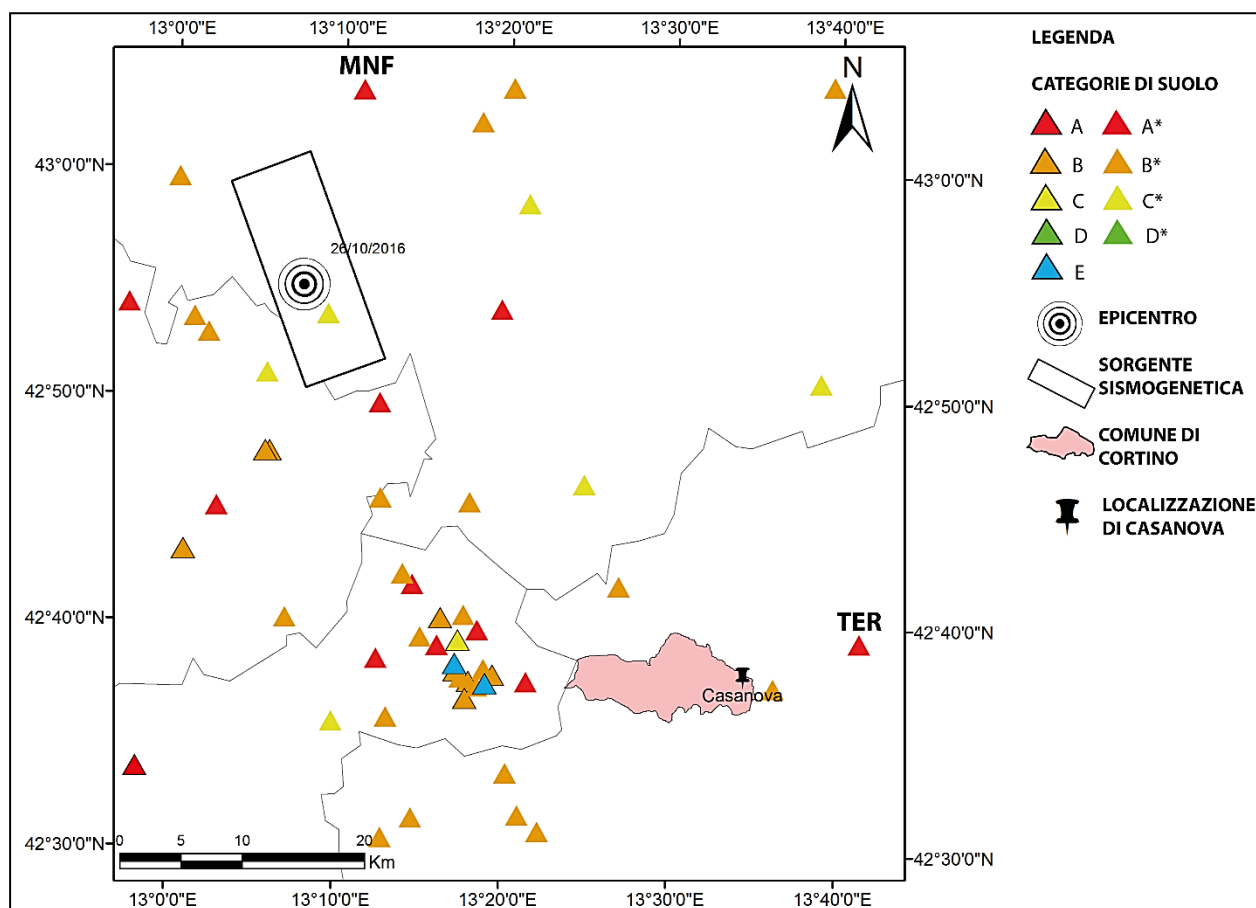 13°0'0"E 13°10'0"E 13°20'0"E 13°30'0"E 13°40'0"E
MNF
N
43°0'0"N
43°0'0"N
26/10/2016
42°50'0"N
42°50'0"N
42°40'0"N
42°40'0"N
TER
Casanova
42°30'0"N
42°30'0"N
0 5 10 20
Km
13°0'0"E 13°10'0"E 13°20'0"E 13°30'0"E 13°40'0"E
LEGENDA
CATEGORIE DI SUOLO
A A*
B B*
C C*
D D*
E
EPICENTRO
SORGENTE
SISMOGENETICA
COMUNE DI
CORTINO
LOCALIZZAZIONE
DI CASANOVA